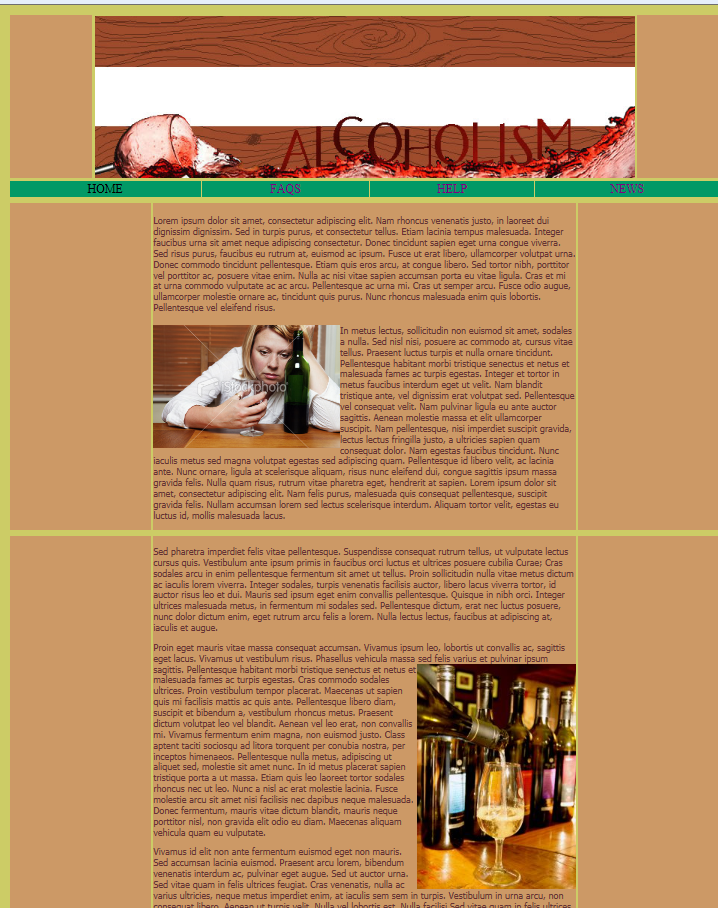 ALCOHOLISM
HOME
FAQS
HELP
NEWS
Lorem ipsum dolor sit amet, consectetur adipiscing elit. Nam rhoncus venenatis justo, in laoreet dui
dignissim dignissim. Sed in turpis purus, et consectetur tellus. Etiam lacinia tempus malesuada. Integer
faucibus urna sit amet neque adipiscing consectetur. Donec tincidunt sapien eget urna congue viverra.
Sed risus purus, faucibus eu rutrum at, euismod ac ipsum. Fusce ut erat libero, ullamcorper volutpat urna.
Donec commodo tincidunt pellentesque. Etiam quis eros arcu, at congue libero. Sed tortor nibh, porttitor
vel porttitor ac, posuere vitae enim. Nulla ac nisi vitae sapien accumsan porta eu vitae ligula. Cras et mi
at urna commodo vulputate ac ac arcu. Pellentesque ac urna mi. Cras ut semper arcu. Fusce odio augue,
ullamcorper molestie ornare ac, tincidunt quis purus. Nunc rhoncus malesuada enim quis lobortis.
Pellentesque vel eleifend risus.
iStockphoto
In metus lectus, sollicitudin non euismod sit amet, sodales
a nulla. Sed nisl nisi, posuere ac commodo at, cursus vitae
tellus. Praesent luctus turpis et nulla ornare tincidunt.
Pellentesque habitant morbi tristique senectus et netus et
malesuada fames ac turpis egestas. Integer et tortor in
metus faucibus interdum eget ut velit. Nam blandit
tristique ante, vel dignissim erat volutpat sed. Pellentesque
vel consequat velit. Nam pulvinar ligula eu ante auctor
sagittis. Aenean molestie massa et elit ullamcorper
suscipit. Nam pellentesque, nisi imperdiet suscipit gravida,
lectus lectus fringilla justo, a ultricies sapien quam
consequat dolor. Nam egestas faucibus tincidunt. Nunc
iaculis metus sed magna volutpat egestas sed adipiscing quam. Pellentesque id libero velit, ac lacinia
ante. Nunc ornare, ligula at scelerisque aliquam, risus nunc eleifend dui, congue sagittis ipsum massa
gravida felis. Nulla quam risus, rutrum vitae pharetra eget, hendrerit at sapien. Lorem ipsum dolor sit
amet, consectetur adipiscing elit. Nam felis purus, malesuada quis consequat pellentesque, suscipit
gravida felis. Nullam accumsan lorem sed lectus scelerisque interdum. Aliquam tortor velit, egestas eu
luctus id, mollis malesuada lacus.
Sed pharetra imperdiet felis vitae pellentesque. Suspendisse consequat rutrum tellus, ut vulputate lectus
cursus quis. Vestibulum ante ipsum primis in faucibus orci luctus et ultrices posuere cubilia Curae; Cras
sodales arcu in enim pellentesque fermentum sit amet ut tellus. Proin sollicitudin nulla vitae metus dictum
ac iaculis lorem viverra. Integer sodales, turpis venenatis facilisis auctor, libero lacus viverra tortor, id
auctor risus leo et dui. Mauris sed ipsum eget enim convallis pellentesque. Quisque in nibh orci. Integer
ultrices malesuada metus, in fermentum mi sodales sed. Pellentesque dictum, erat nec luctus posuere,
nunc dolor dictum enim, eget rutrum arcu felis a lorem. Nulla lectus lectus, faucibus at adipiscing at,
iaculis et augue.
Proin eget mauris vitae massa consequat accumsan. Vivamus ipsum leo, lobortis ut convallis ac, sagittis
eget lacus. Vivamus ut vestibulum risus. Phasellus vehicula massa sed felis varius et pulvinar ipsum
sagittis. Pellentesque habitant morbi tristique senectus et netus et
malesuada fames ac turpis egestas. Cras commodo sodales
ultrices. Proin vestibulum tempor placerat. Maecenas ut sapien
quis mi facilisis mattis ac quis ante. Pellentesque libero diam,
suscipit et bibendum a, vestibulum rhoncus metus. Praesent
dictum volutpat leo vel blandit. Aenean vel leo erat, non convallis
mi. Vivamus fermentum enim magna, non euismod justo. Class
aptent taciti sociosqu ad litora torquent per conubia nostra, per
inceptos himenaeos. Pellentesque nulla metus, adipiscing ut
aliquet sed, molestie sit amet nunc. In id metus placerat sapien
tristique porta a ut massa. Etiam quis leo laoreet tortor sodales
rhoncus nec ut leo. Nunc a nisl ac erat molestie lacinia. Fusce
molestie arcu sit amet nisi facilisis nec dapibus neque malesuada.
Donec fermentum, mauris vitae dictum blandit, mauris neque
porttitor nisl, non gravida elit odio eu diam. Maecenas aliquam
vehicula quam eu vulputate.
Vivamus id elit non ante fermentum euismod eget non mauris.
Sed accumsan lacinia euismod. Praesent arcu lorem, bibendum
venenatis interdum ac, pulvinar eget augue. Sed ut auctor urna.
Sed vitae quam in felis ultrices feugiat. Cras venenatis, nulla ac
varius ultricies, neque metus imperdiet enim, at iaculis sem sem in turpis. Vestibulum in urna arcu, non
consequat libero. Aenean ut turpis velit. Nulla vel lobortis est. Nulla facilisi Sed vitae quam in felis ultrices